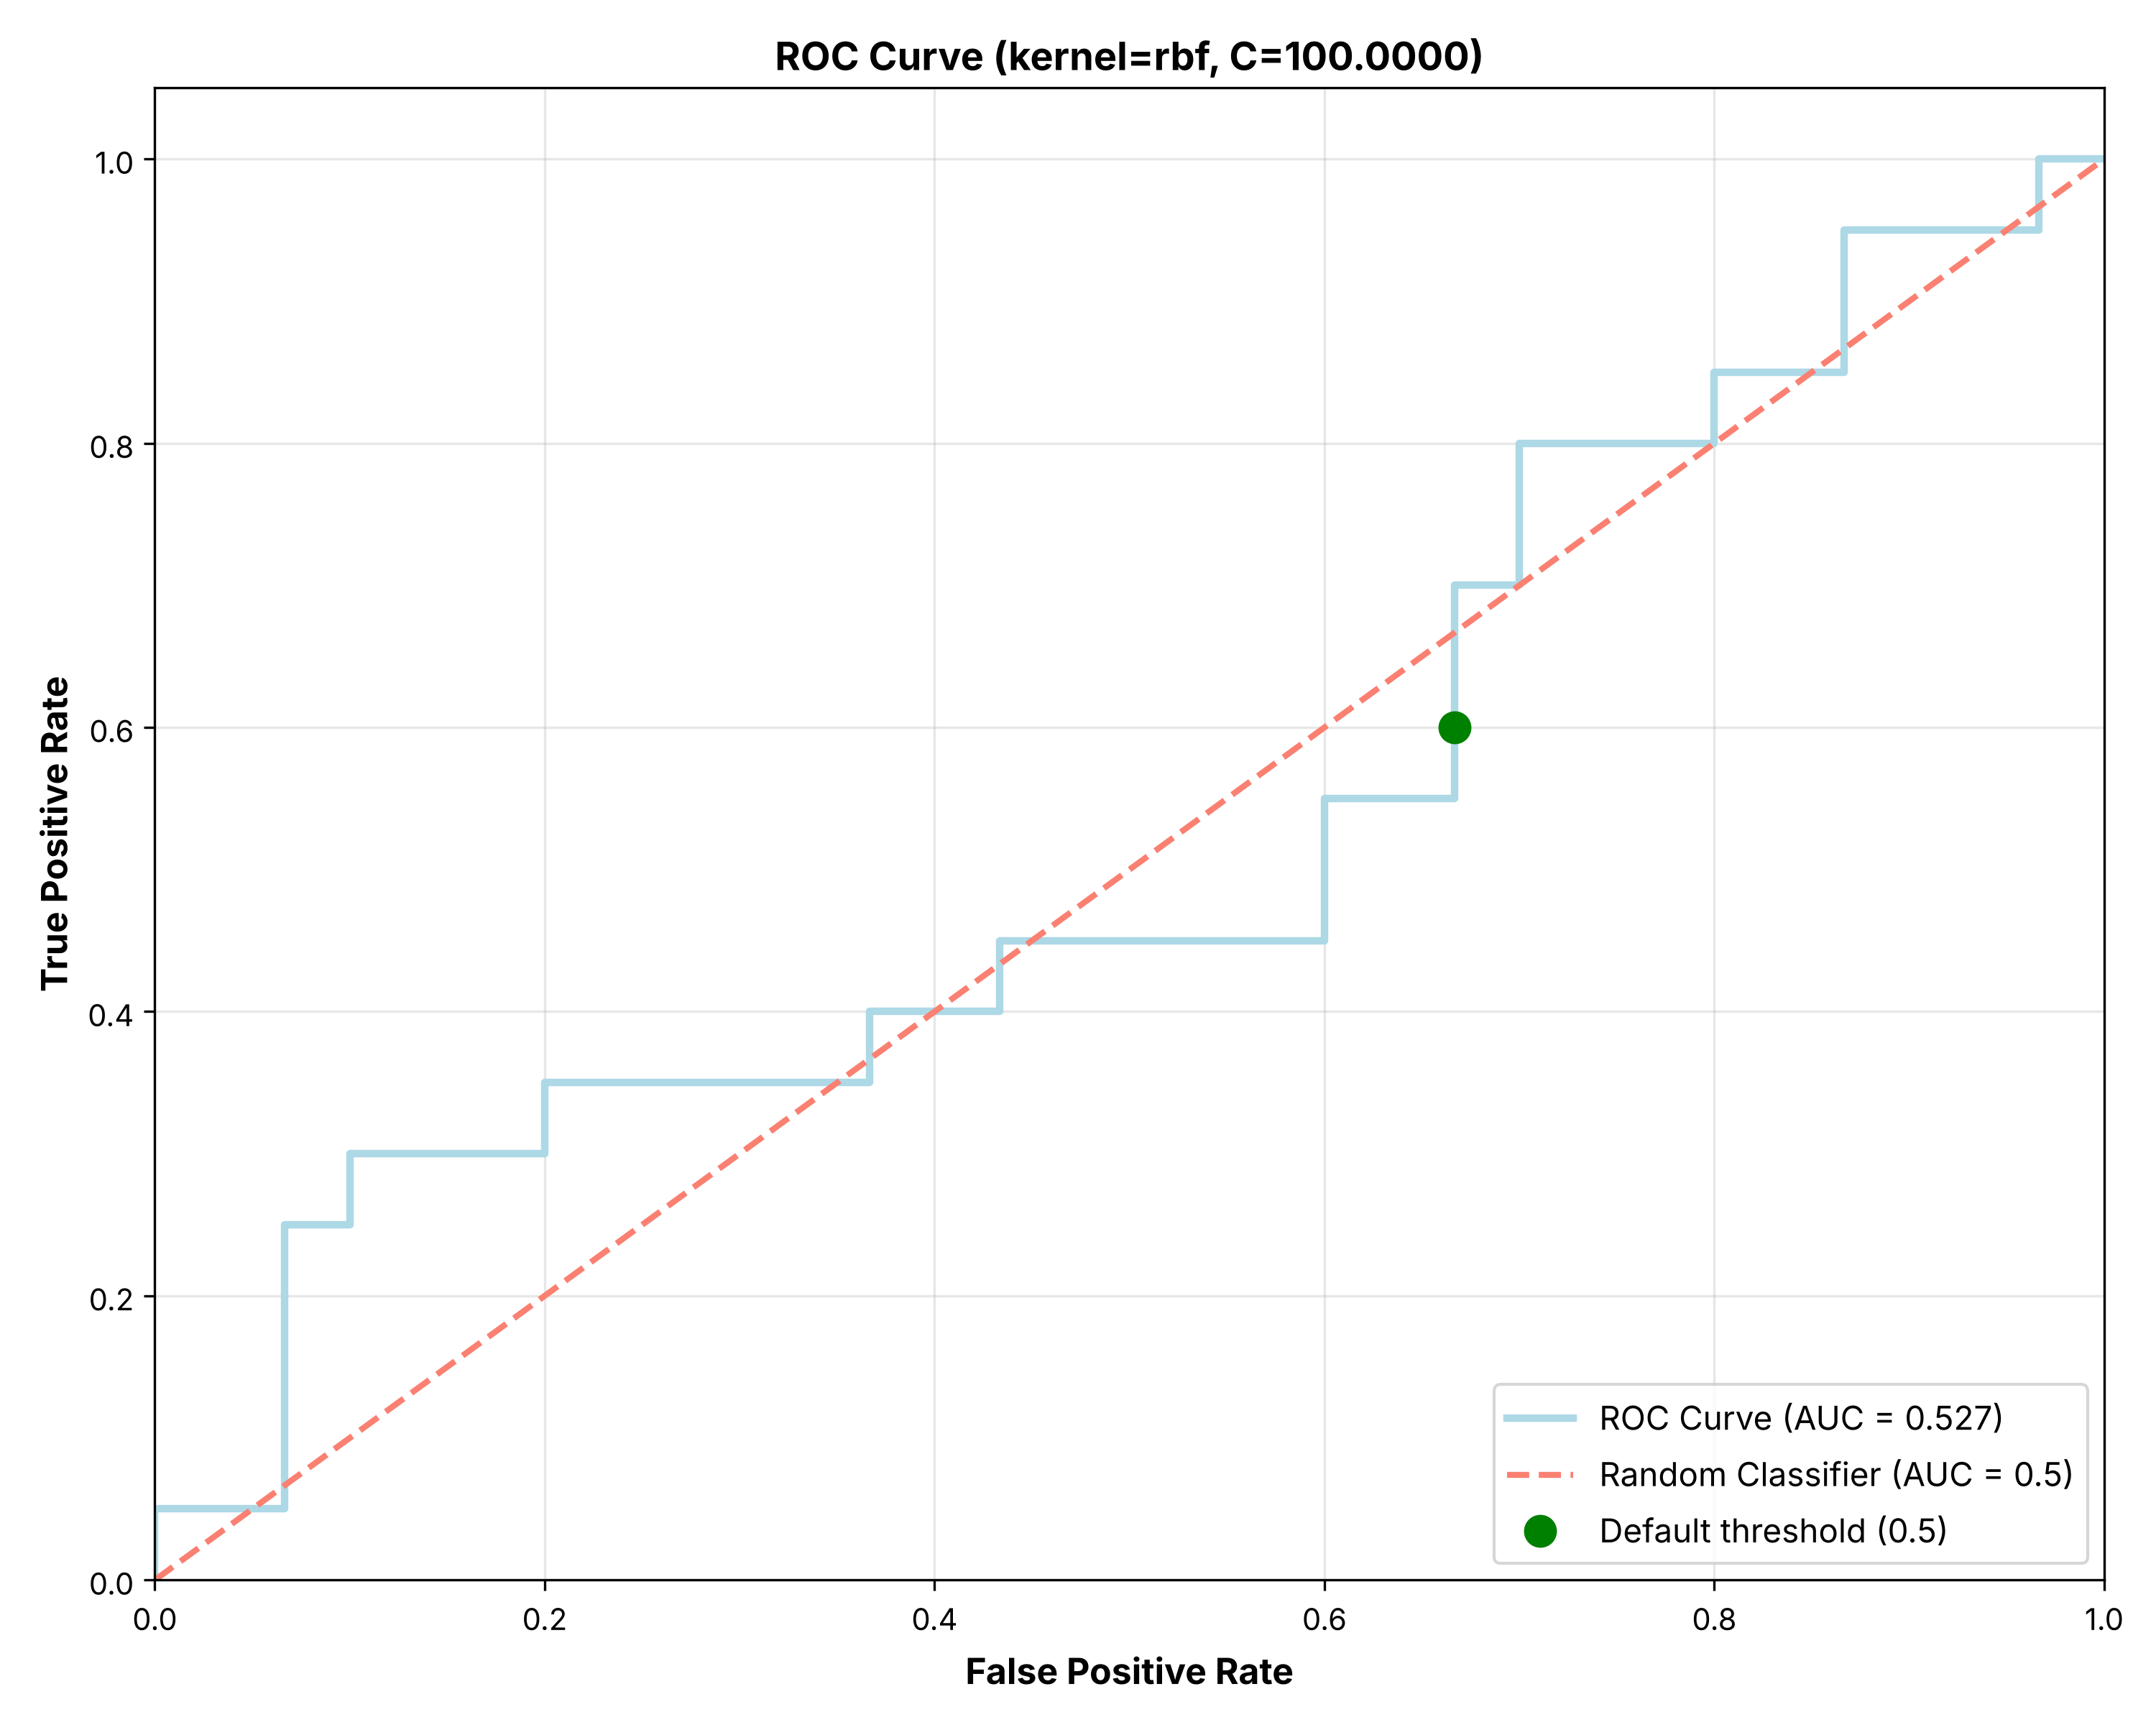 ROC Curve (kernel=rbf, C=100.0000)
True Positive Rate
1.0
0.8
0.6
0.4
0.2
0.0
0.0 0.2 0.4 0.6 0.8 1.0
False Positive Rate
ROC Curve (AUC = 0.527)
Random Classifier (AUC = 0.5)
Default threshold (0.5)